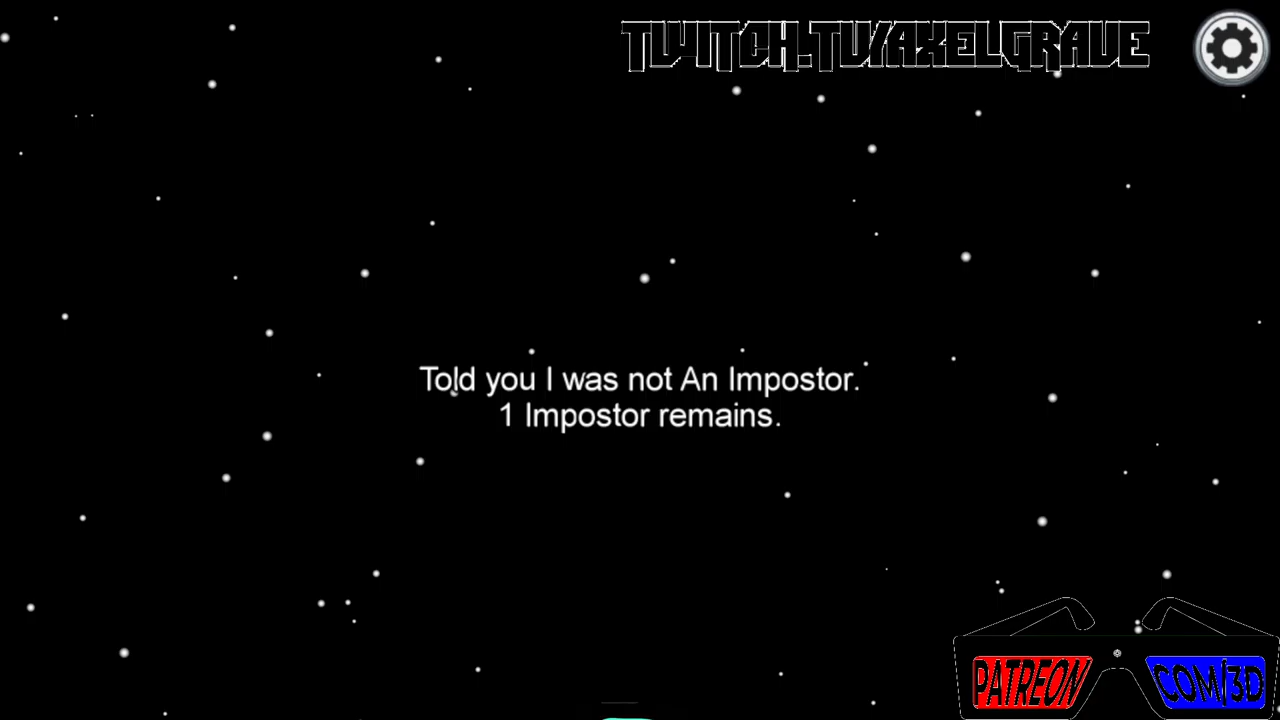 TWITCH.TV/AXELGRAVE
Told you I was not An Impostor.
1 Impostor remains.
PATREON COM/3D